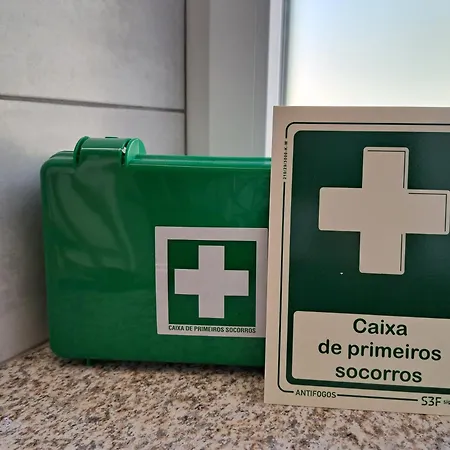 CAIXA DE PRIMEIROS SOCORROS
Caixa
de primeiros
socorros
ANTIFOGOS
S3F